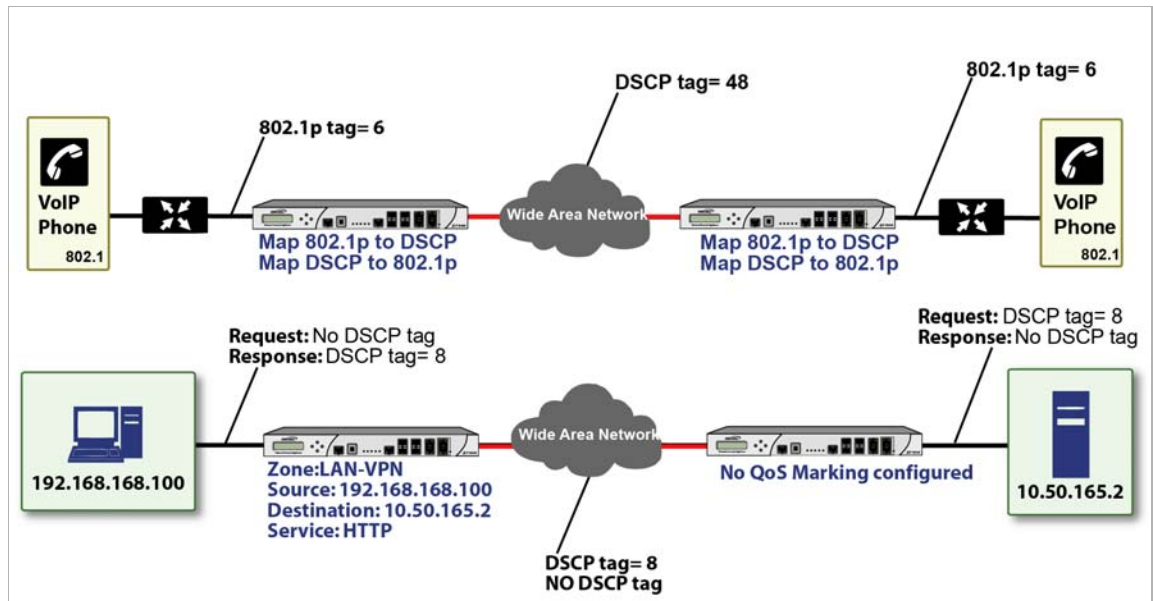 DSCP tag= 48
802.1p tag= 6
802.1p tag= 6
VoIP
Phone
802.1
Wide Area Network
VoIP
Phone
802.1
Map 802.1p to DSCP
Map DSCP to 802.1p
Map 802.1p to DSCP
Map DSCP to 802.1p
Request: No DSCP tag
Response: DSCP tag= 8
Request: DSCP tag= 8
Response: No DSCP tag
192.168.168.100
Wide Area Network
10.50.165.2
Zone:LAN-VPN
Source: 192.168.168.100
Destination: 10.50.165.2
Service: HTTP
No QoS Marking configured
DSCP tag= 8
NO DSCP tag